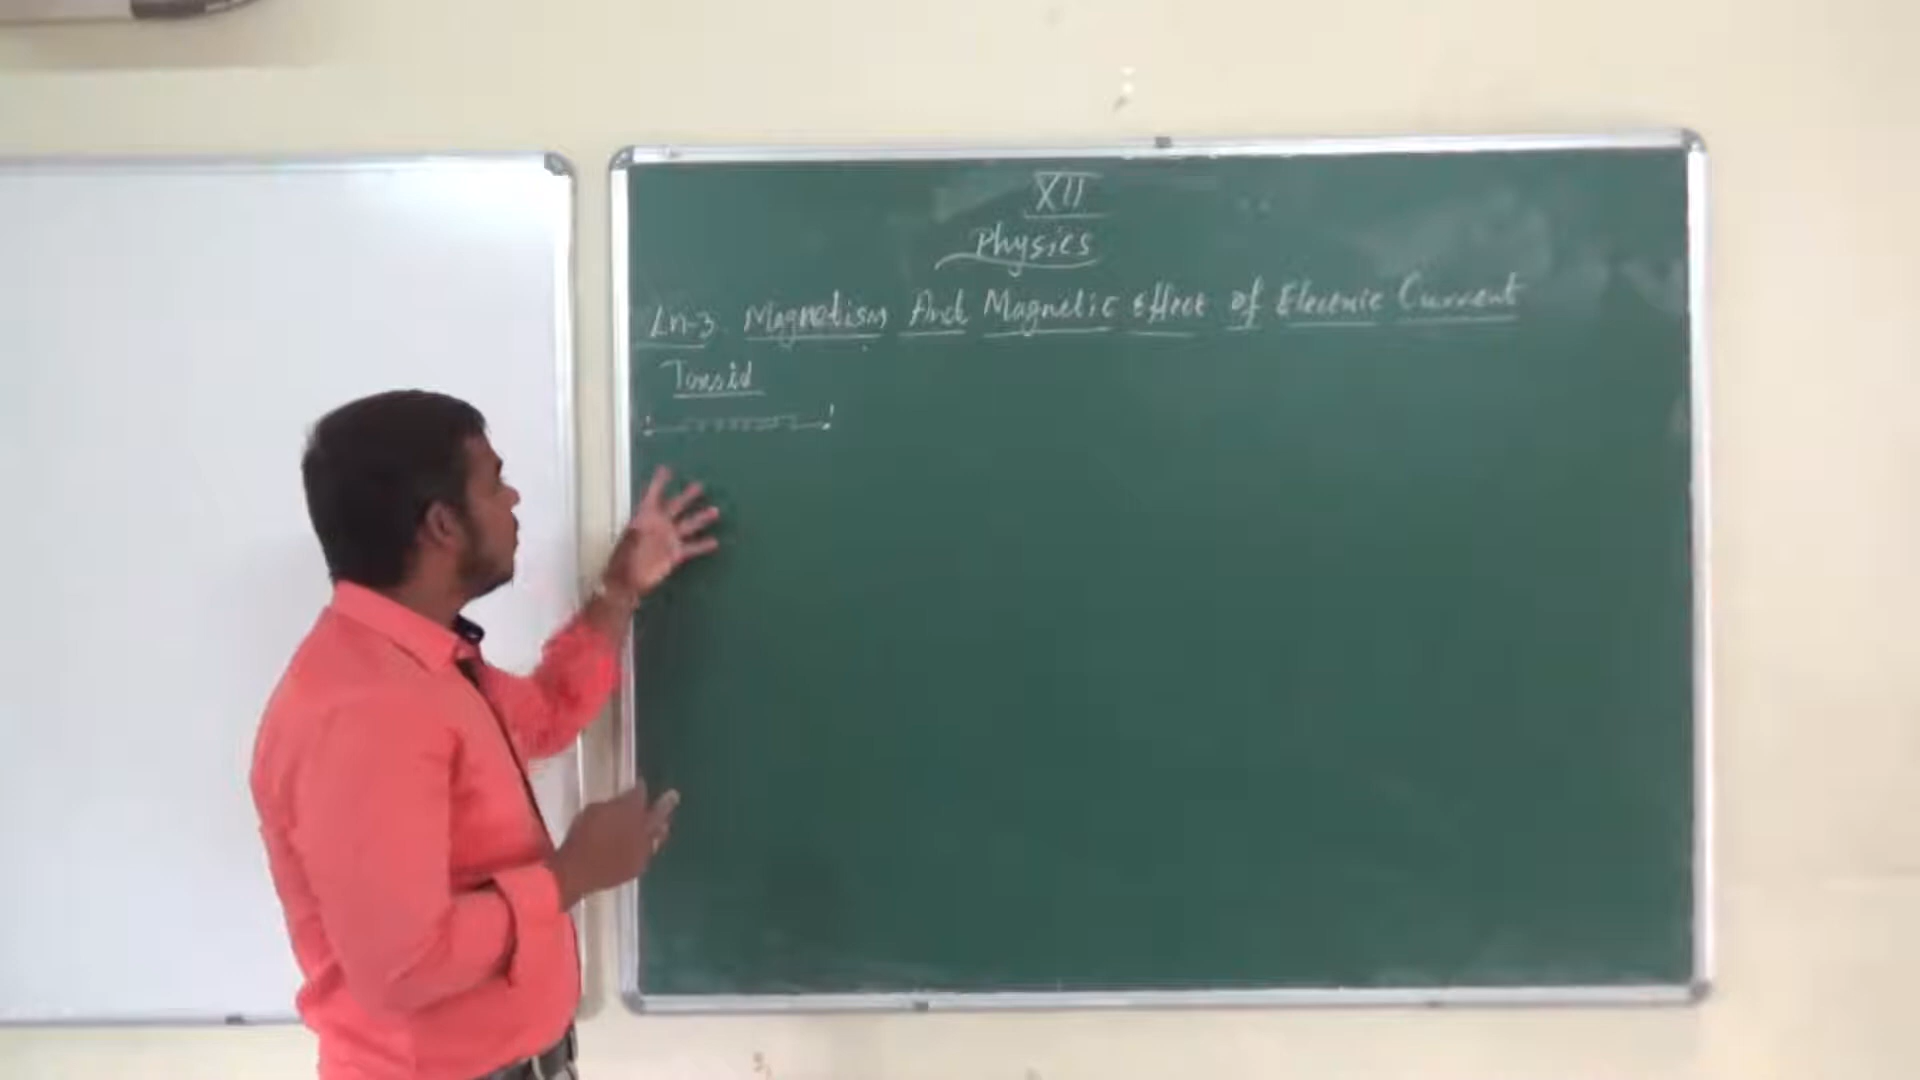 XII
Physics
Ln-3 Magnetism And Magnetic Effect of Electric Current
Toroid